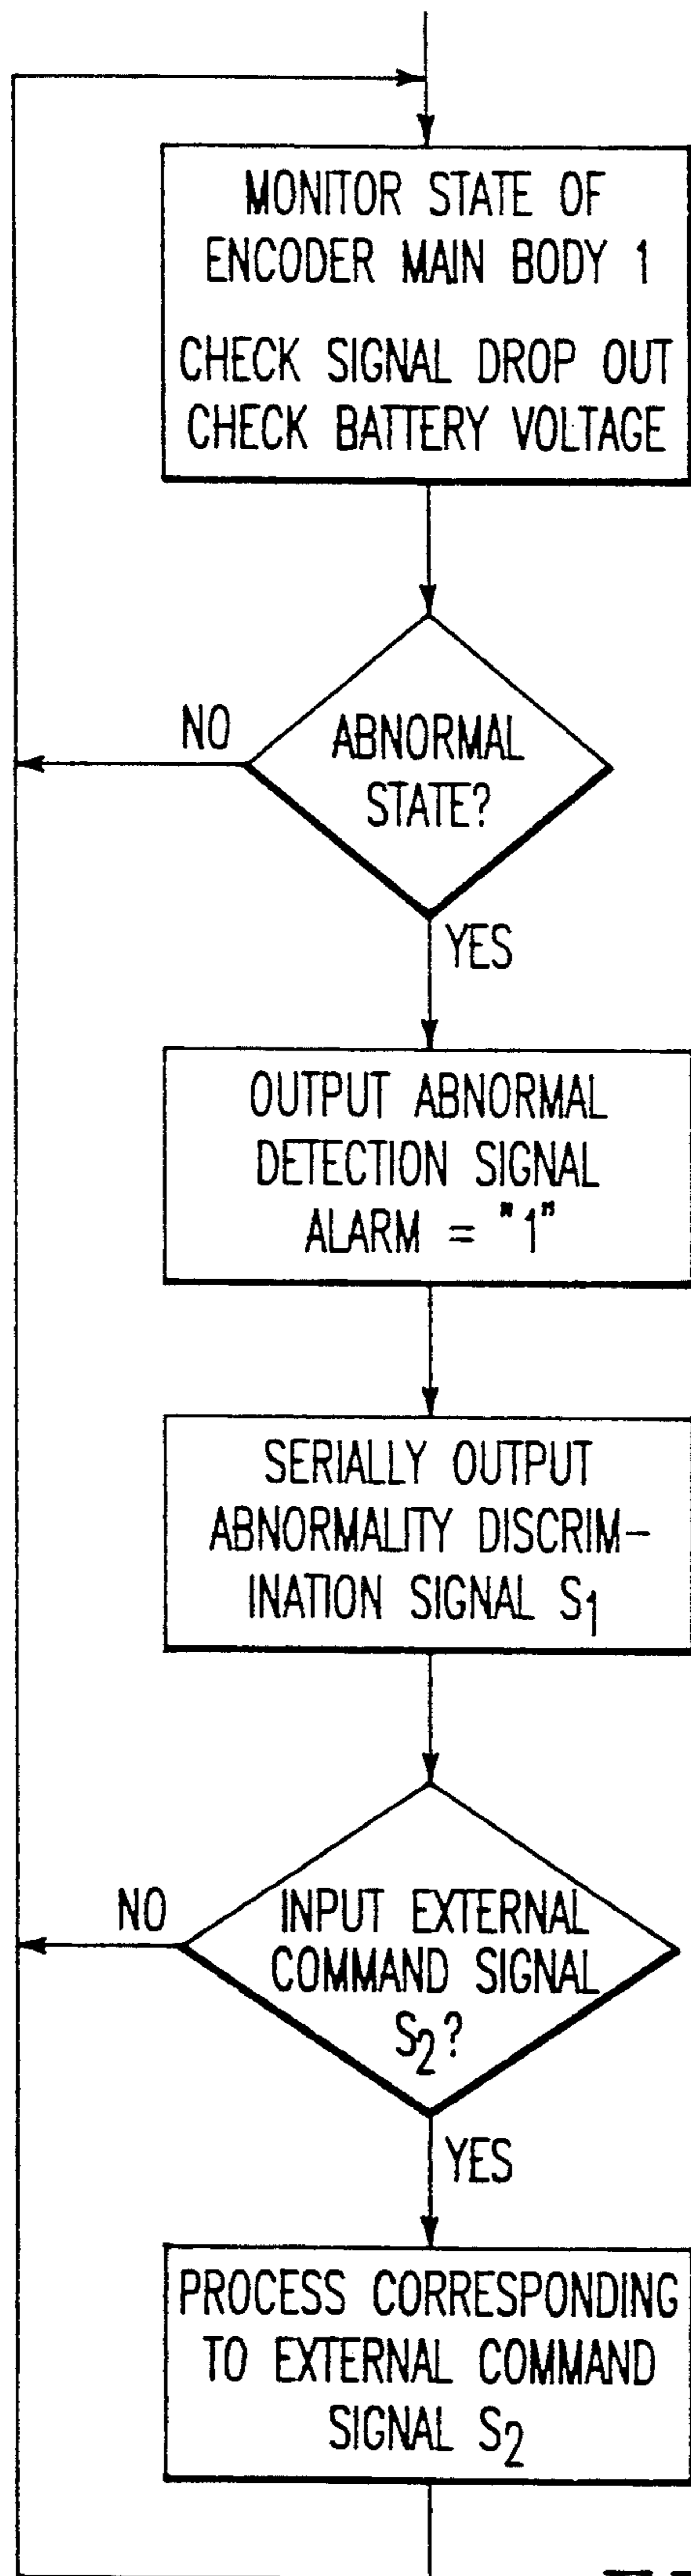 MONITOR STATE OF
ENCODER MAIN BODY 1
CHECK SIGNAL DROP OUT
CHECK BATTERY VOLTAGE
NO
ABNORMAL
STATE?
YES
OUTPUT ABNORMAL
DETECTION SIGNAL
ALARM = "1"
SERIALLY OUTPUT
ABNORMALITY DISCRIM-
INATION SIGNAL S1
NO
INPUT EXTERNAL
COMMAND SIGNAL
S2?
YES
PROCESS CORRESPONDING
TO EXTERNAL COMMAND
SIGNAL S2